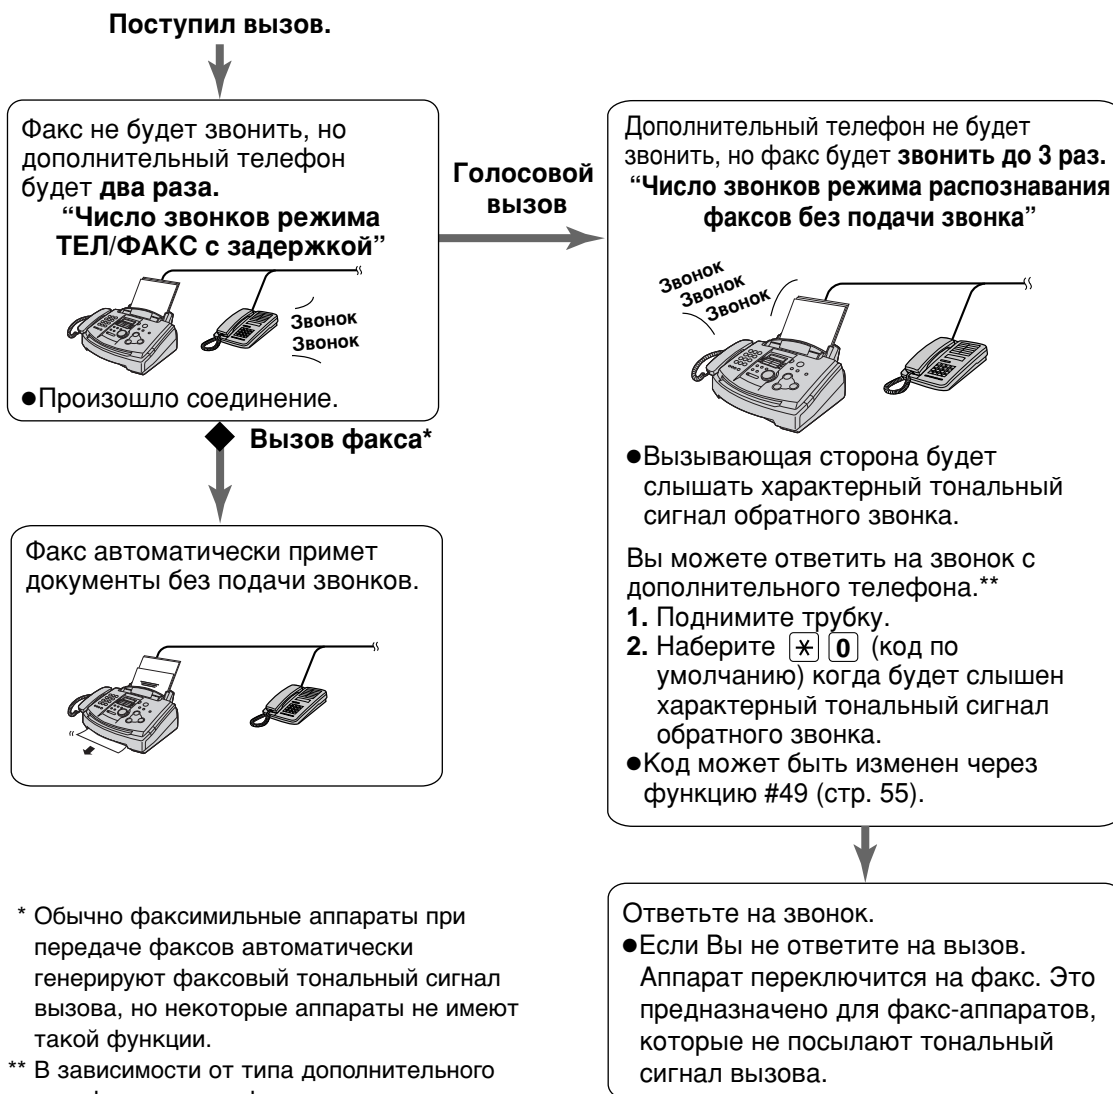 Поступил вызов.
Факс не будет звонить, но
дополнительный телефон
будет два раза.
“Число звонков режима
ТЕЛ/ФАКС с задержкой”
Звонок
Звонок
●Произошло соединение.
Вызов факса*
Факс автоматически примет
документы без подачи звонков.
Голосовой
вызов
Дополнительный телефон не будет
звонить, но факс будет звонить до 3 раз.
“Число звонков режима распознавания
факсов без подачи звонка”
Звонок
Звонок
Звонок
●Вызывающая сторона будет
слышать характерный тональный
сигнал обратного звонка.
Вы можете ответить на звонок с
дополнительного телефона.**
1. Поднимите трубку.
2. Наберите * 0 (код по
умолчанию) когда будет слышен
характерный тональный сигнал
обратного звонка.
●Код может быть изменен через
функцию #49 (стр. 55).
Ответьте на звонок.
●Если Вы не ответите на вызов.
Аппарат переключится на факс. Это
предназначено для факс-аппаратов,
которые не посылают тональный
сигнал вызова.
* Обычно факсимильные аппараты при
передаче факсов автоматически
генерируют факсовый тональный сигнал
вызова, но некоторые аппараты не имеют
такой функции.
** В зависимости от типа дополнительного